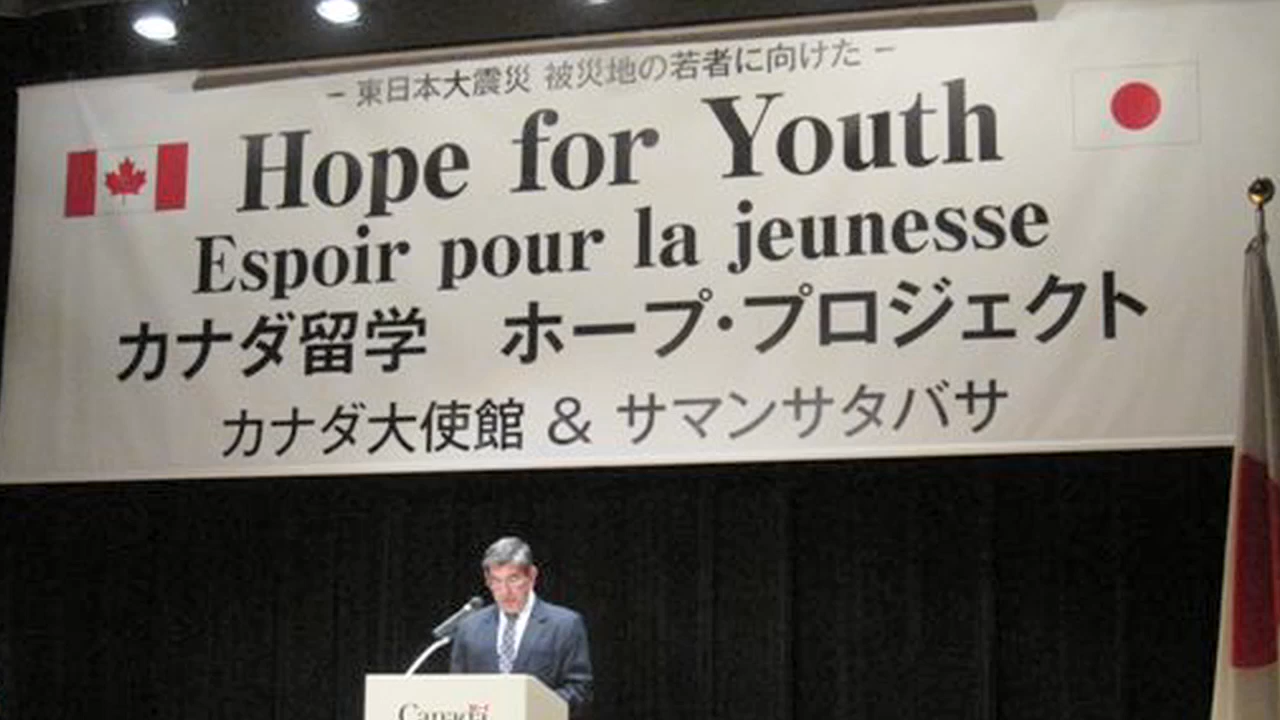 – 東日本大震災 被災地の若者に向けた –
Hope for Youth
Espoir pour la jeunesse
カナダ留学 ホープ・プロジェクト
カナダ大使館 & サマンサタバサ
Canada